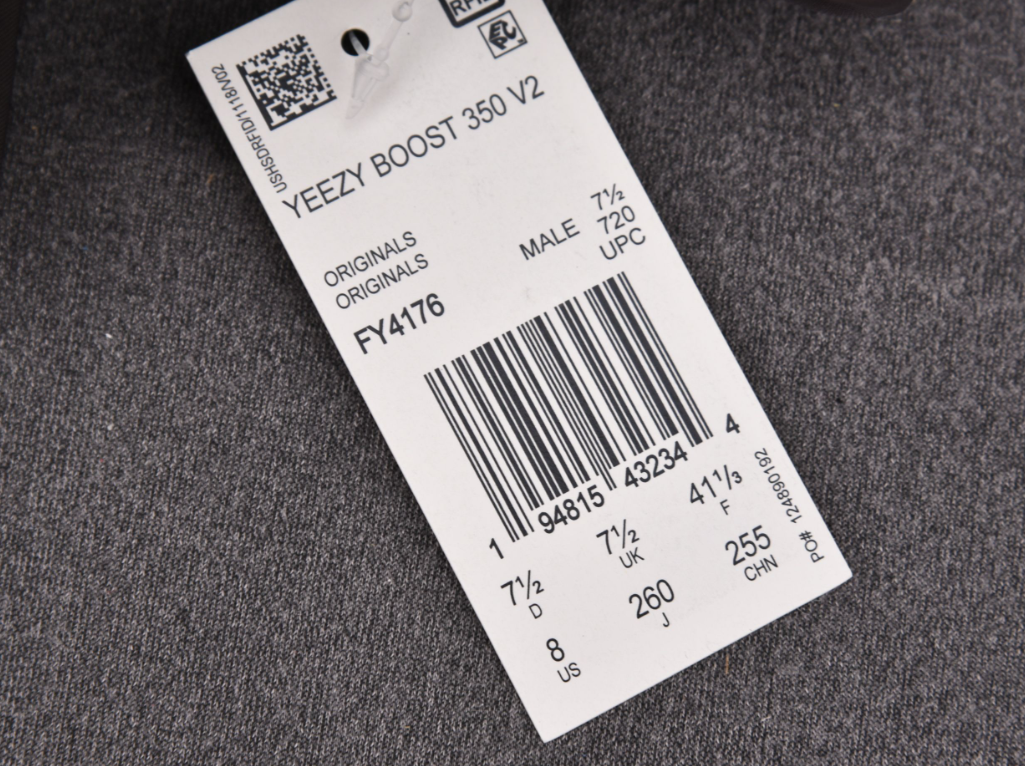 RFID
EPC
USHSDRFID/1118/V02
YEEZY BOOST 350 V2
ORIGINALS
ORIGINALS
FY4176
MALE 7½
720
UPC
1 94815 43234 4
7½
D
7½
UK
41⅓
F
8
US
260
J
255
CHN
PO# 124890192